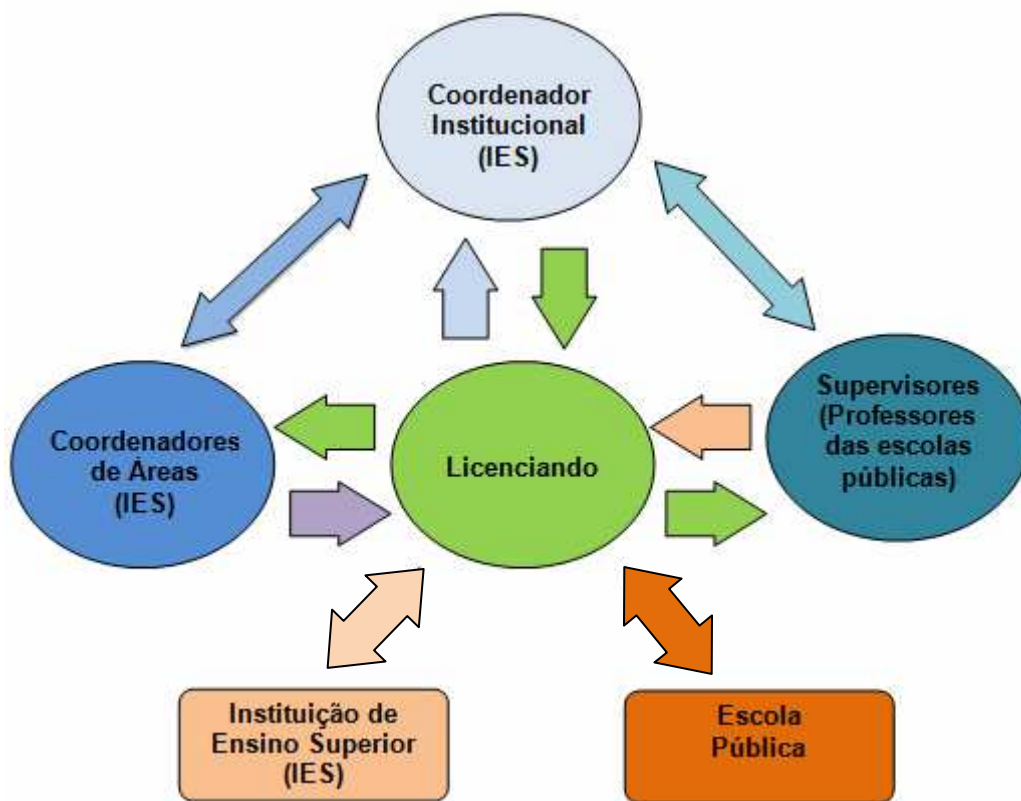 Coordenador
Institucional
(IES)
Coordenadores
de Áreas
(IES)
Licenciando
Supervisores
(Professores
das escolas
públicas)
Instituição de
Ensino Superior
(IES)
Escola
Pública